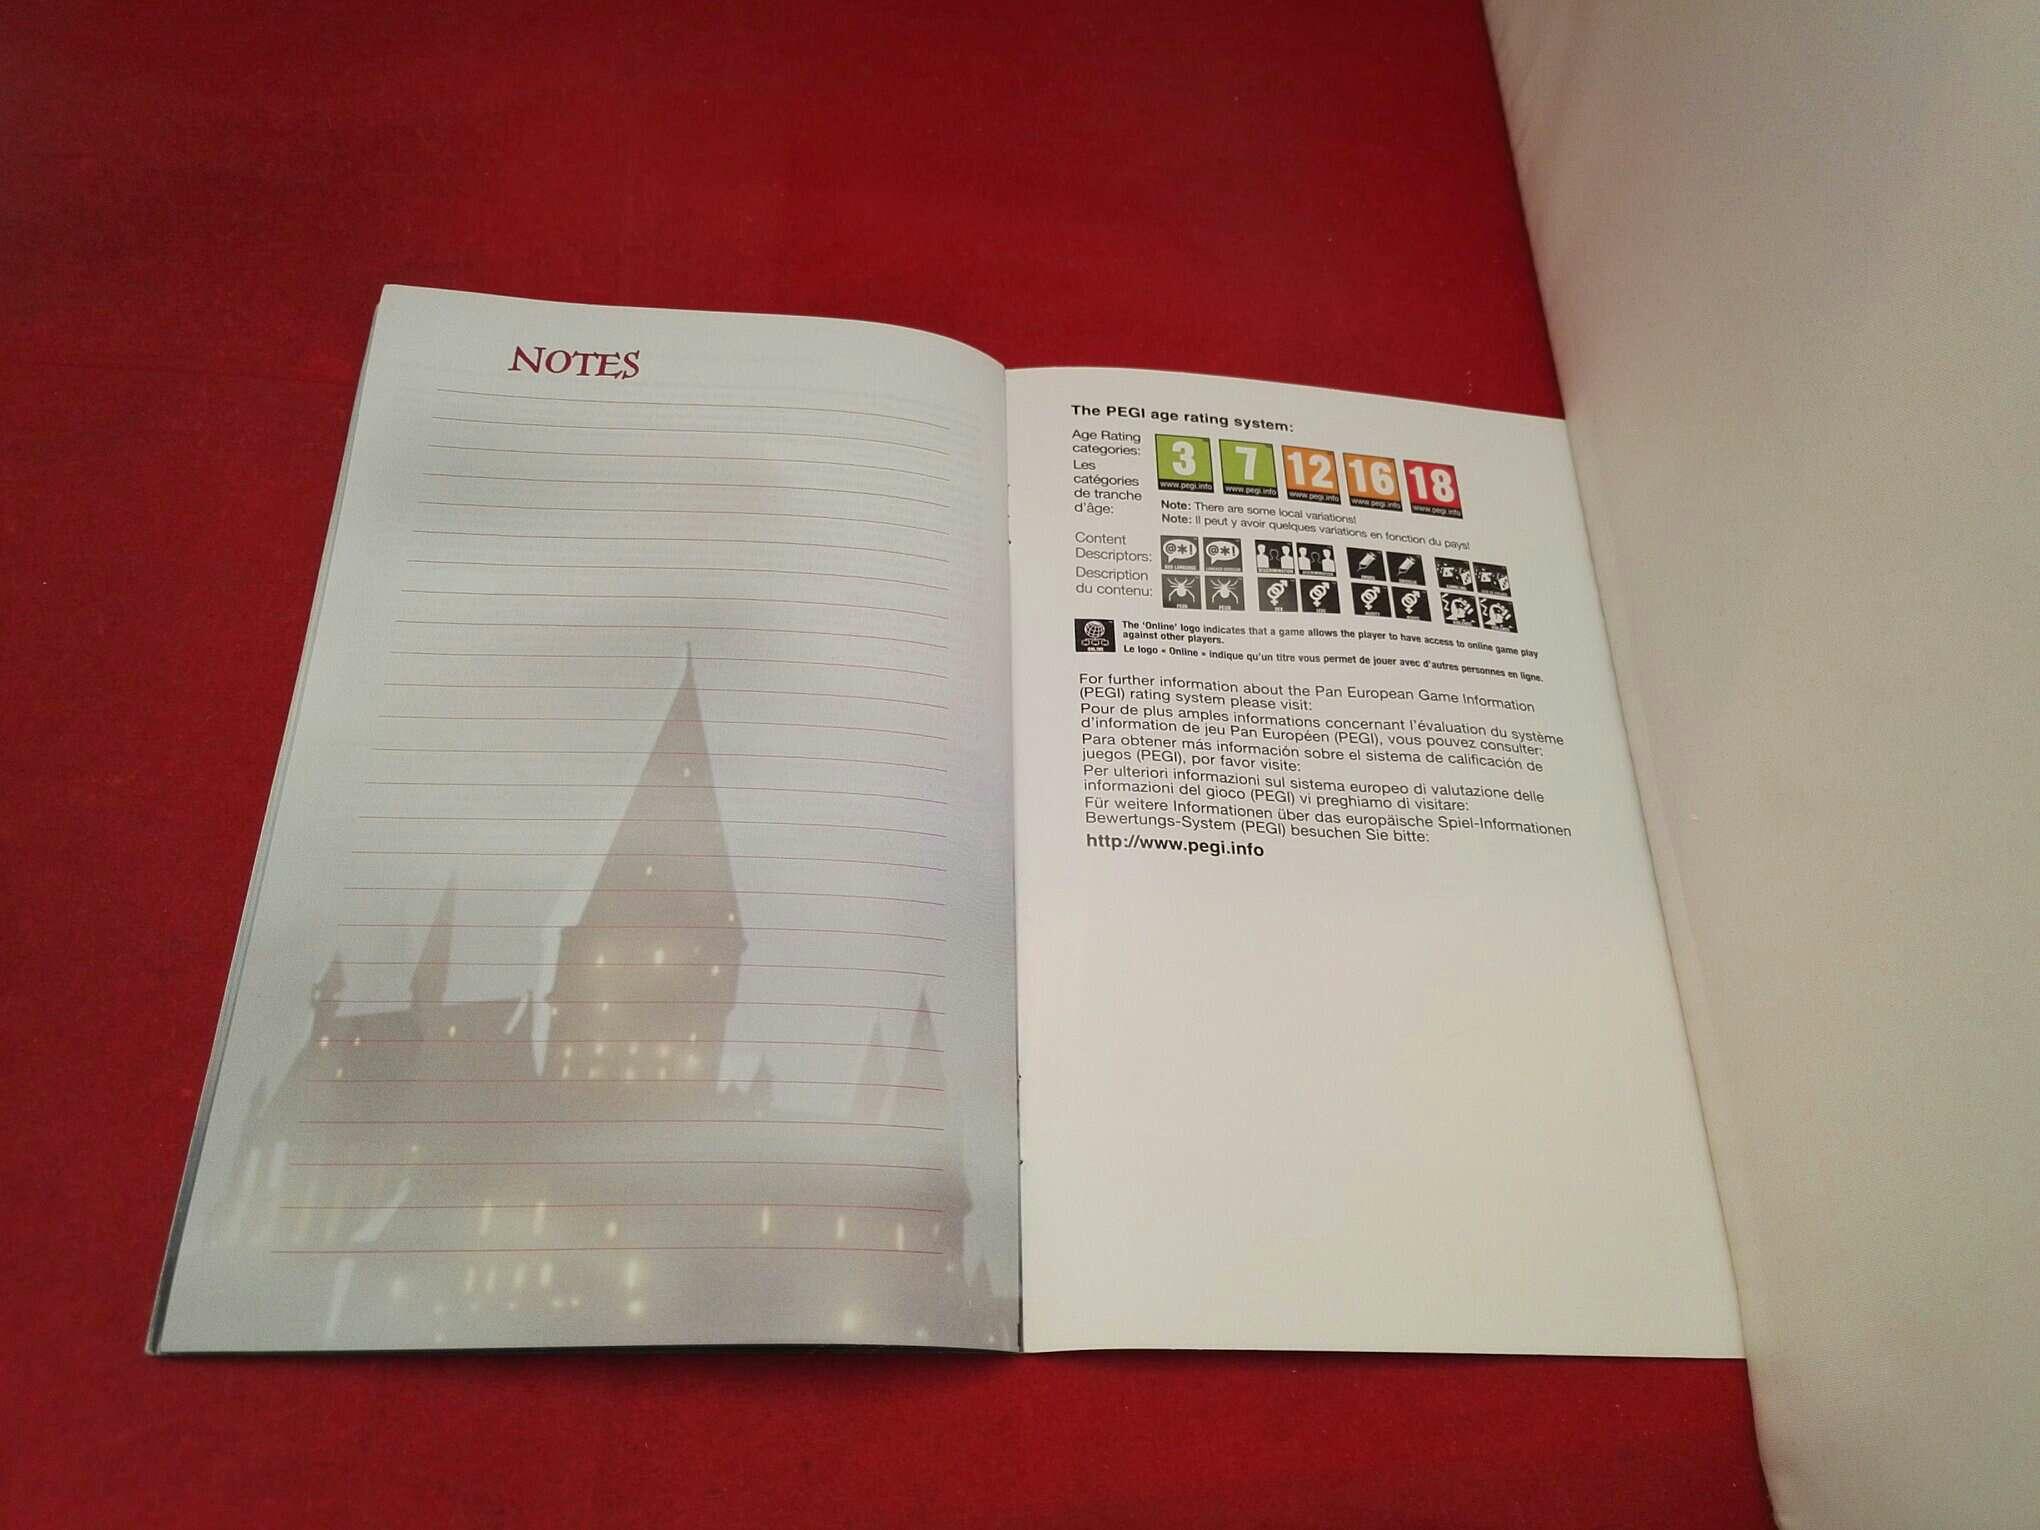 NOTES
The PEGI age rating system:
Age Rating
categories:
Les
catégories
de tranche
d'âge:
3 7 12 16 18
www.pegi.info www.pegi.info www.pegi.info www.pegi.info www.pegi.info
Note: There are some local variations!
Note: Il peut y avoir quelques variations en fonction du pays!
Content
Descriptors:
Description
du contenu:
@*! @*!
BAD LANGUAGE
DISCRIMINATION DISCRIMINATION
FEAR
SEX
ONLINE
The 'Online' logo indicates that a game allows the player to have access to online game play
against other players.
Le logo « Online » indique qu'un titre vous permet de jouer avec d'autres personnes en ligne.
For further information about the Pan European Game Information
(PEGI) rating system please visit:
Pour de plus amples informations concernant l'évaluation du système
d'information de jeu Pan Européen (PEGI), vous pouvez consulter:
Para obtener más información sobre el sistema de calificación de
juegos (PEGI), por favor visite:
Per ulteriori informazioni sul sistema europeo di valutazione delle
informazioni del gioco (PEGI) vi preghiamo di visitare:
Für weitere Informationen über das europäische Spiel-Informationen
Bewertungs-System (PEGI) besuchen Sie bitte:
http://www.pegi.info